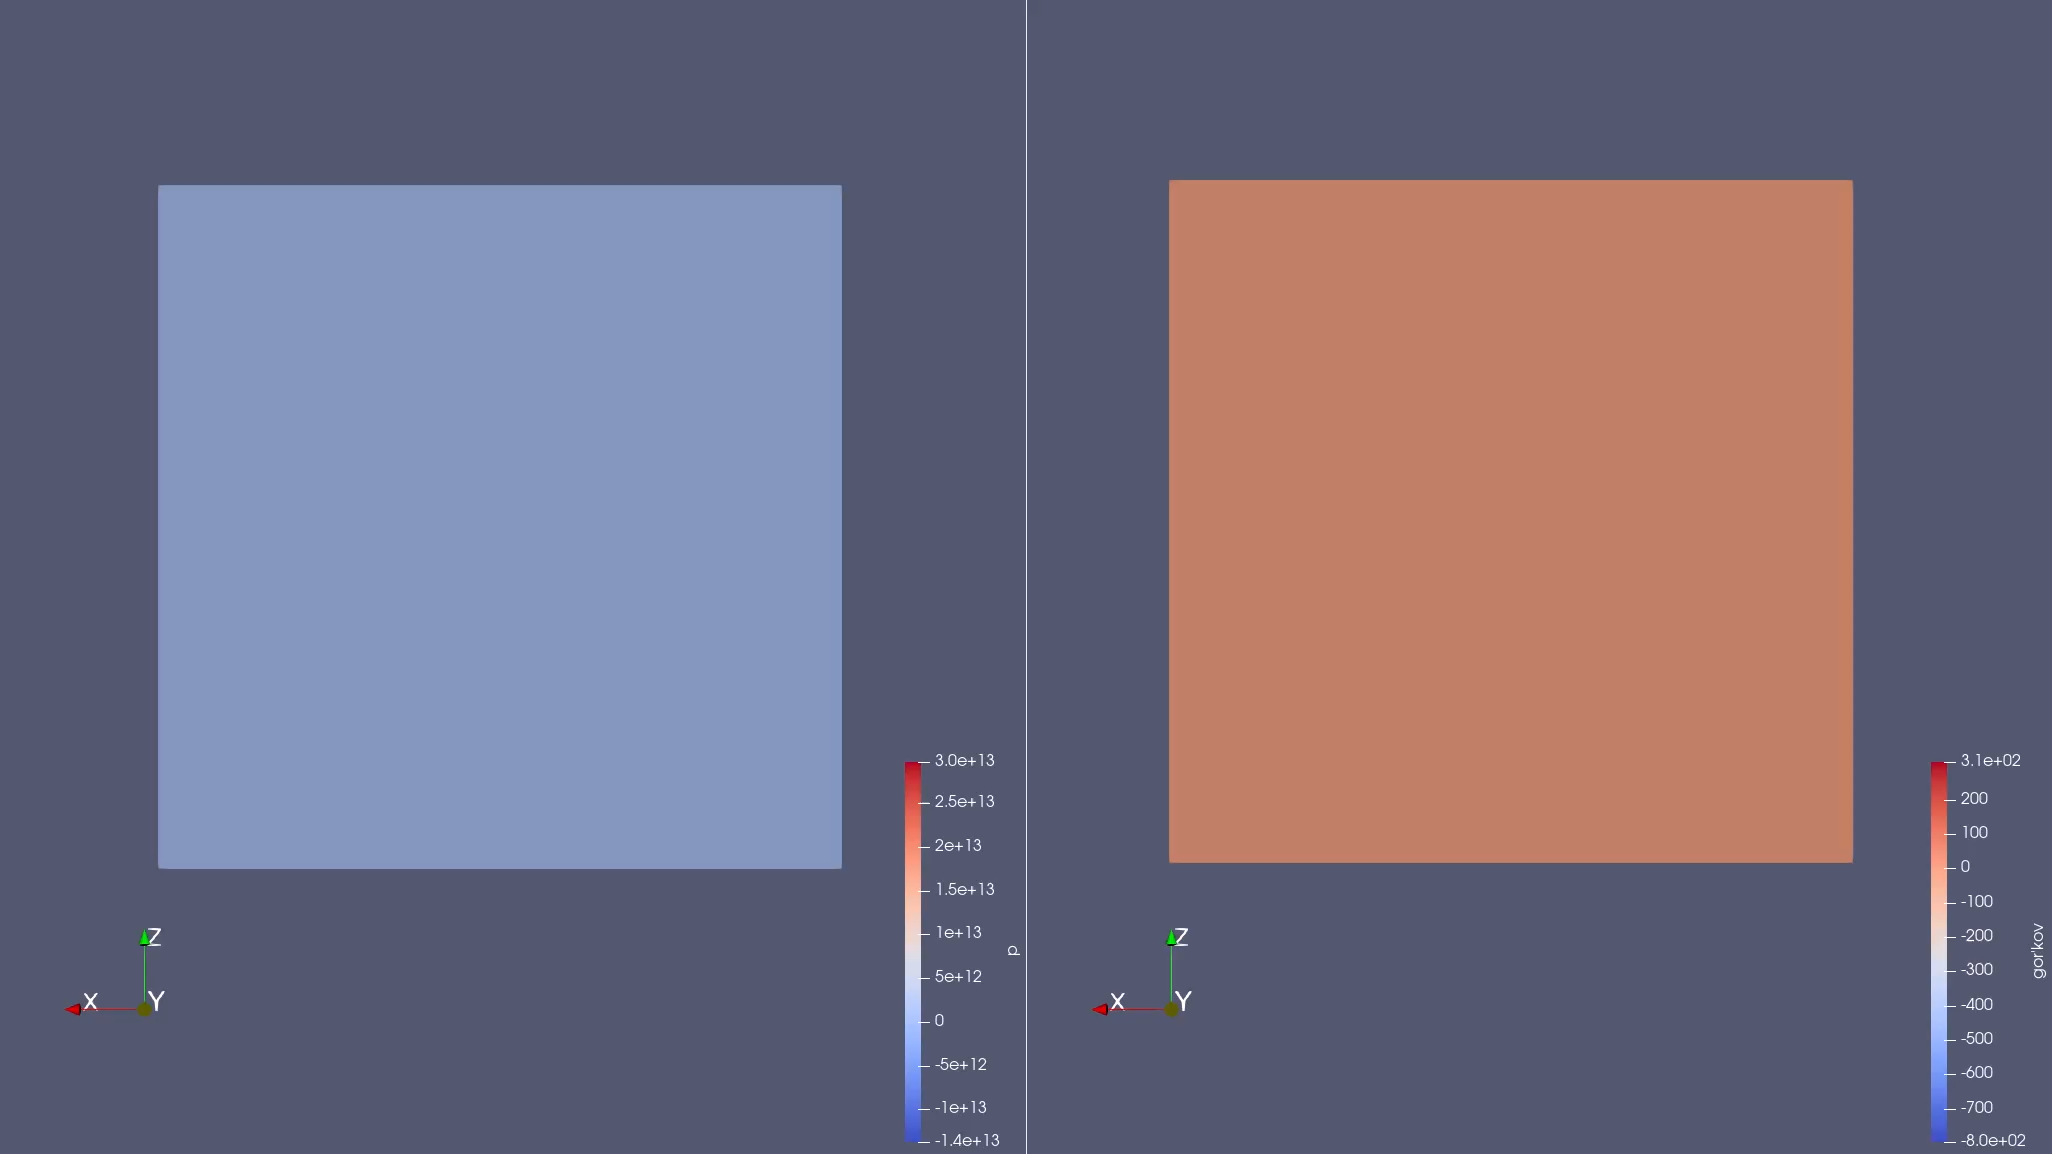 3.0e+13
2.5e+13
2e+13
1.5e+13
1e+13
5e+12
0
-5e+12
-1e+13
-1.4e+13
p
Z
X
Y
3.1e+02
200
100
0
-100
-200
-300
-400
-500
-600
-700
-8.0e+02
gor'kov
Z
X
Y